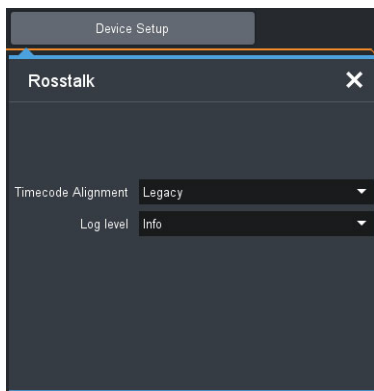 Device Setup
Rosstalk
Timecode Alignment Legacy
Log level Info